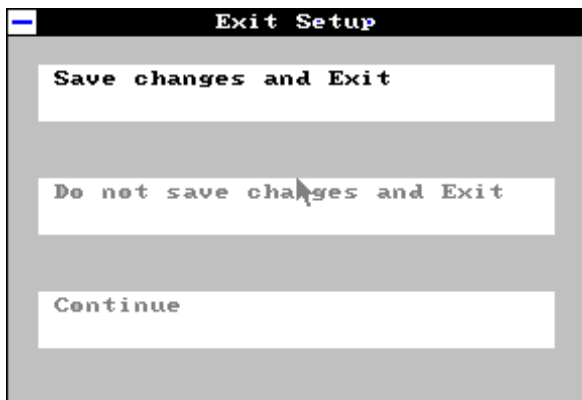 Exit Setup
Save changes and Exit
Do not save changes and Exit
Continue